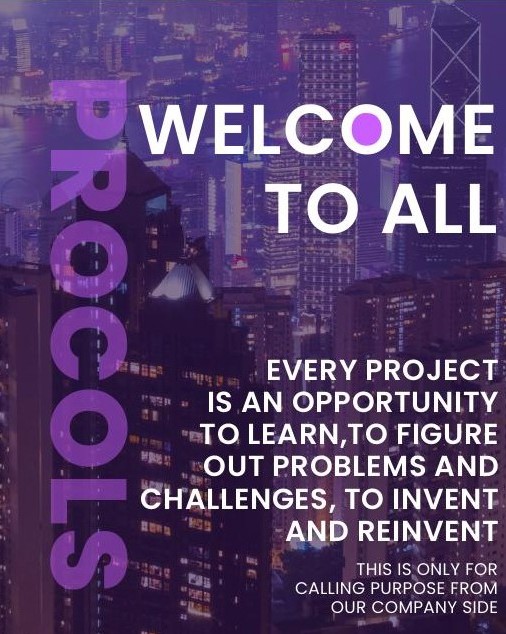 PROCOLS
WELCOME
TO ALL
EVERY PROJECT
IS AN OPPORTUNITY
TO LEARN,TO FIGURE
OUT PROBLEMS AND
CHALLENGES, TO INVENT
AND REINVENT
THIS IS ONLY FOR
CALLING PURPOSE FROM
OUR COMPANY SIDE